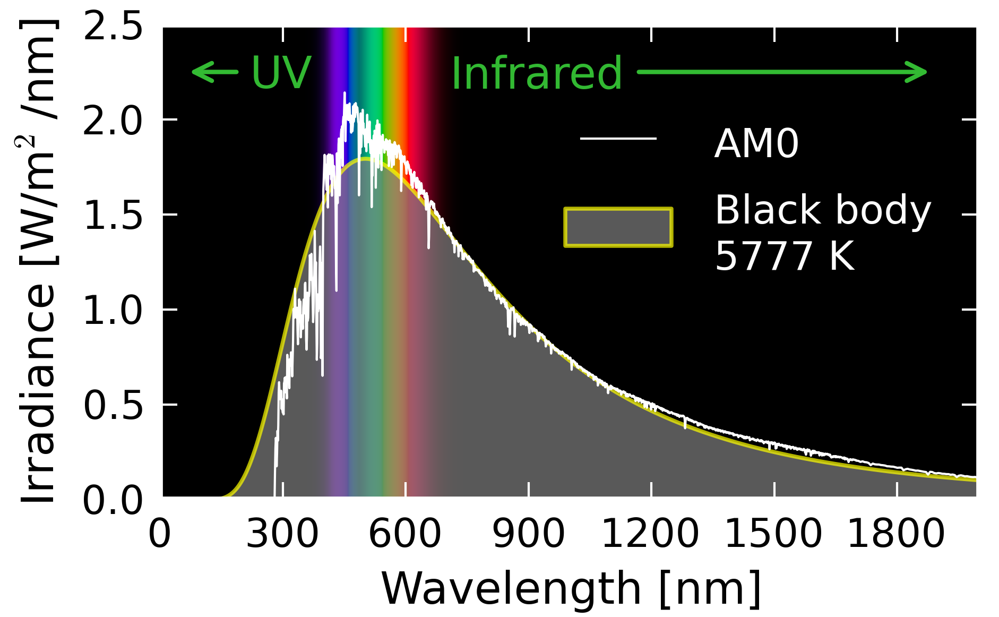 Irradiance [W/m² /nm]
2.5
2.0
1.5
1.0
0.5
0.0
UV
Infrared
AM0
Black body
5777 K
0 300 600 900 1200 1500 1800
Wavelength [nm]